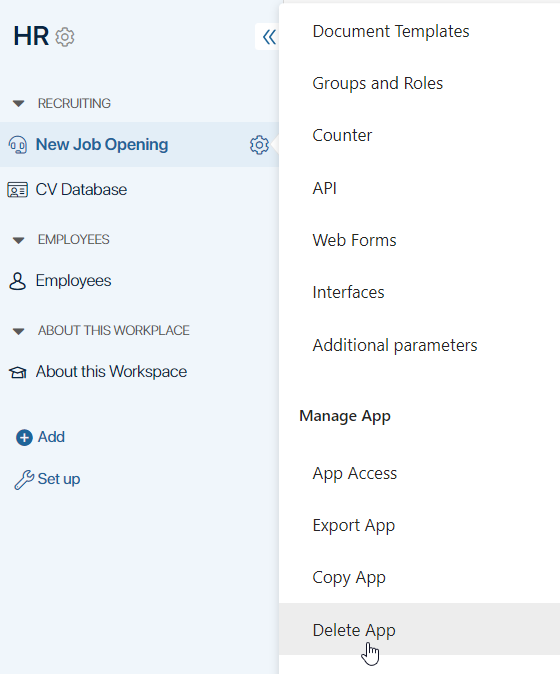 HR
RECRUITING
New Job Opening
CV Database
EMPLOYEES
Employees
ABOUT THIS WORKPLACE
About this Workspace
Add
Set up
Document Templates
Groups and Roles
Counter
API
Web Forms
Interfaces
Additional parameters
Manage App
App Access
Export App
Copy App
Delete App